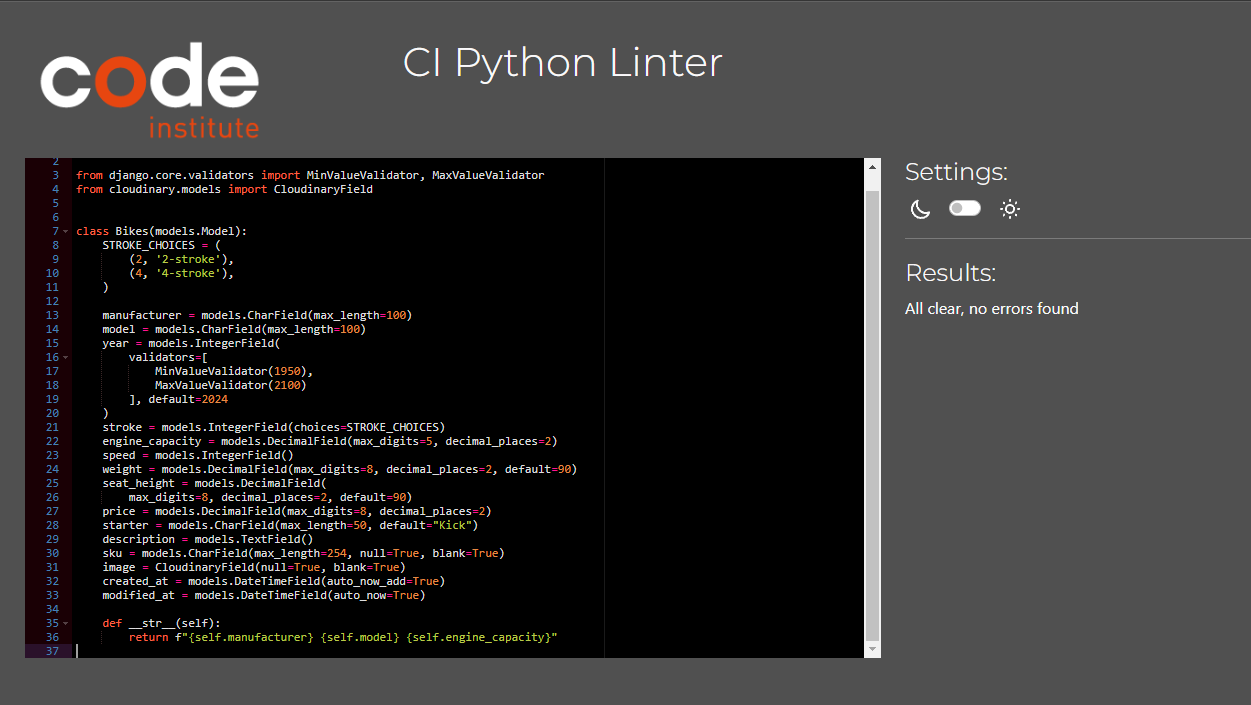 code
institute
CI Python Linter
2
3 from django.core.validators import MinValueValidator, MaxValueValidator
4 from cloudinary.models import CloudinaryField
5
6
7 class Bikes(models.Model):
8     STROKE_CHOICES = (
9         (2, '2-stroke'),
10         (4, '4-stroke'),
11     )
12
13     manufacturer = models.CharField(max_length=100)
14     model = models.CharField(max_length=100)
15     year = models.IntegerField(
16         validators=[
17             MinValueValidator(1950),
18             MaxValueValidator(2100)
19         ], default=2024
20     )
21     stroke = models.IntegerField(choices=STROKE_CHOICES)
22     engine_capacity = models.DecimalField(max_digits=5, decimal_places=2)
23     speed = models.IntegerField()
24     weight = models.DecimalField(max_digits=8, decimal_places=2, default=90)
25     seat_height = models.DecimalField(
26         max_digits=8, decimal_places=2, default=90)
27     price = models.DecimalField(max_digits=8, decimal_places=2)
28     starter = models.CharField(max_length=50, default="Kick")
29     description = models.TextField()
30     sku = models.CharField(max_length=254, null=True, blank=True)
31     image = CloudinaryField(null=True, blank=True)
32     created_at = models.DateTimeField(auto_now_add=True)
33     modified_at = models.DateTimeField(auto_now=True)
34
35     def __str__(self):
36         return f"{self.manufacturer} {self.model} {self.engine_capacity}"
37
Settings:
Results:
All clear, no errors found